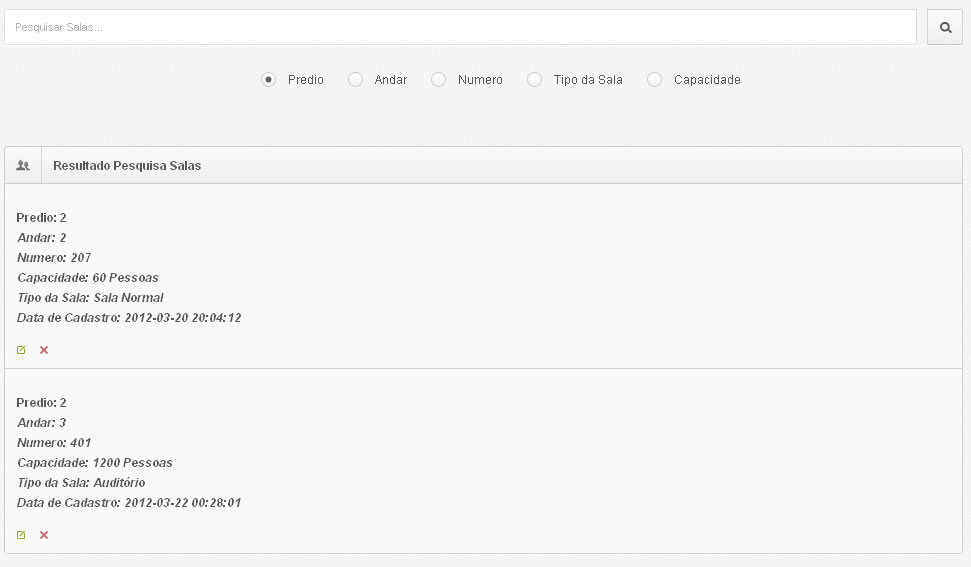 Pesquisar Salas...
Predio Andar Numero Tipo da Sala Capacidade
Resultado Pesquisa Salas
Predio: 2
Andar: 2
Numero: 207
Capacidade: 60 Pessoas
Tipo da Sala: Sala Normal
Data de Cadastro: 2012-03-20 20:04:12
Predio: 2
Andar: 3
Numero: 401
Capacidade: 1200 Pessoas
Tipo da Sala: Auditório
Data de Cadastro: 2012-03-22 00:28:01